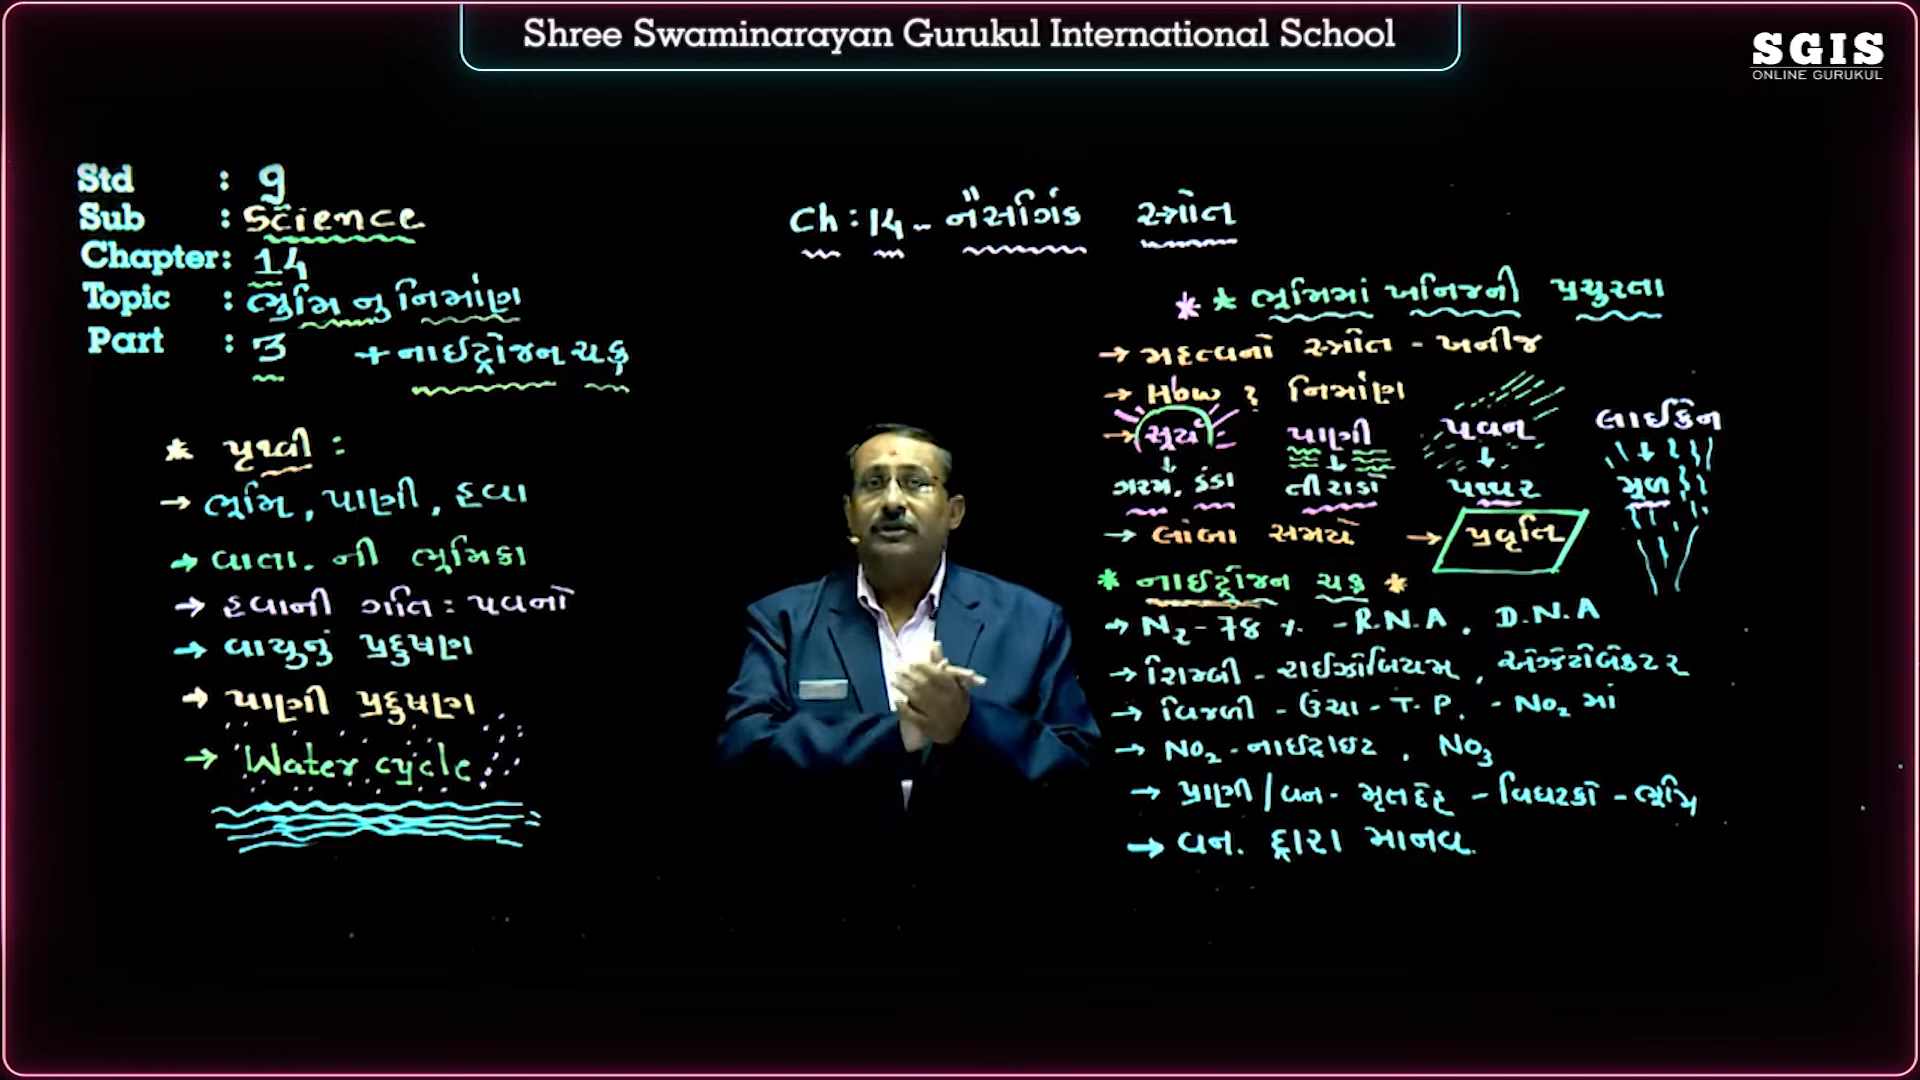 Shree Swaminarayan Gurukul International School
SGIS
ONLINE GURUKUL
Std : 9
Sub : Science
Chapter: 14
Topic : ભૂમિ નુ નિર્માણ
Part : 3 + નાઈટ્રોજન ચક્ર
* પૃથ્વી :
→ ભૂમિ, પાણી, હવા
→ વાતા. ની ભૂમિકા
→ હવાની ગતિ : પવનો
→ વાયુનું પ્રદુષણ
→ પાણી પ્રદુષણ
→ Water cycle
Ch : 14 - નૈસર્ગિક સ્ત્રોત
* * ભૂમિમાં ખનિજની પ્રચુરતા
→ મહત્વનો સ્ત્રોત - ખનીજ
→ How ? નિર્માણ
→ સૂર્ય પાણી પવન લાઈકેન
↓ ↓ ↓ ↓
ગરમ, ઠંડા તીરાડો પથ્થર મૂળ
→ લાંબા સમયે → પ્રવૃતિ
* નાઈટ્રોજન ચક્ર *
→ N₂ - 78 % - R.N.A, D.N.A
→ શિમ્બી - રાઈઝોબિયમ, એઝેટોબેક્ટર
→ વિજળી - ઉંચા - T. P. - NO₂ માં
→ NO₂ - નાઈટ્રાઇટ, NO₃
→ પ્રાણી / વન - મૃતદેહ - વિઘટકો - ભૂમિ
→ વન. દ્વારા માનવ.